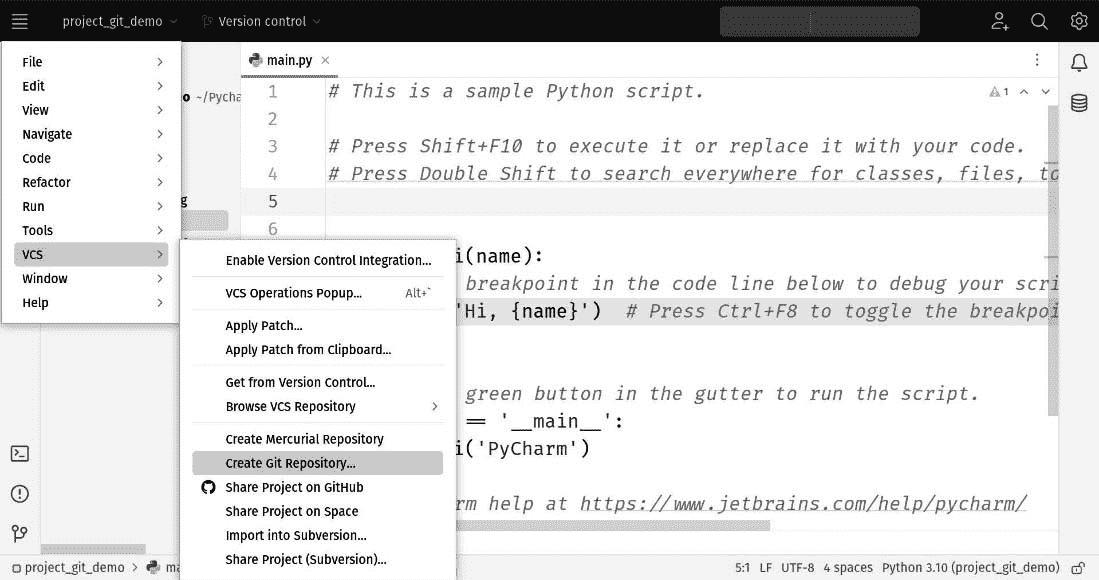 project_git_demo
Version control
File
Edit
View
Navigate
Code
Refactor
Run
Tools
VCS
Window
Help
~/Pycha
Enable Version Control Integration...
VCS Operations Popup... Alt+`
Apply Patch...
Apply Patch from Clipboard...
Get from Version Control...
Browse VCS Repository
Create Mercurial Repository
Create Git Repository...
Share Project on GitHub
Share Project on Space
Import into Subversion...
Share Project (Subversion)...
main.py
1
1 # This is a sample Python script.
2
3 # Press Shift+F10 to execute it or replace it with your code.
4 # Press Double Shift to search everywhere for classes, files, to
5
6
i(name):
breakpoint in the code line below to debug your scri
'Hi, {name}') # Press Ctrl+F8 to toggle the breakpoi
green button in the gutter to run the script.
== '__main__':
i('PyCharm')
rm help at https://www.jetbrains.com/help/pycharm/
project_git_demo > ma
5:1 LF UTF-8 4 spaces Python 3.10 (project_git_demo)